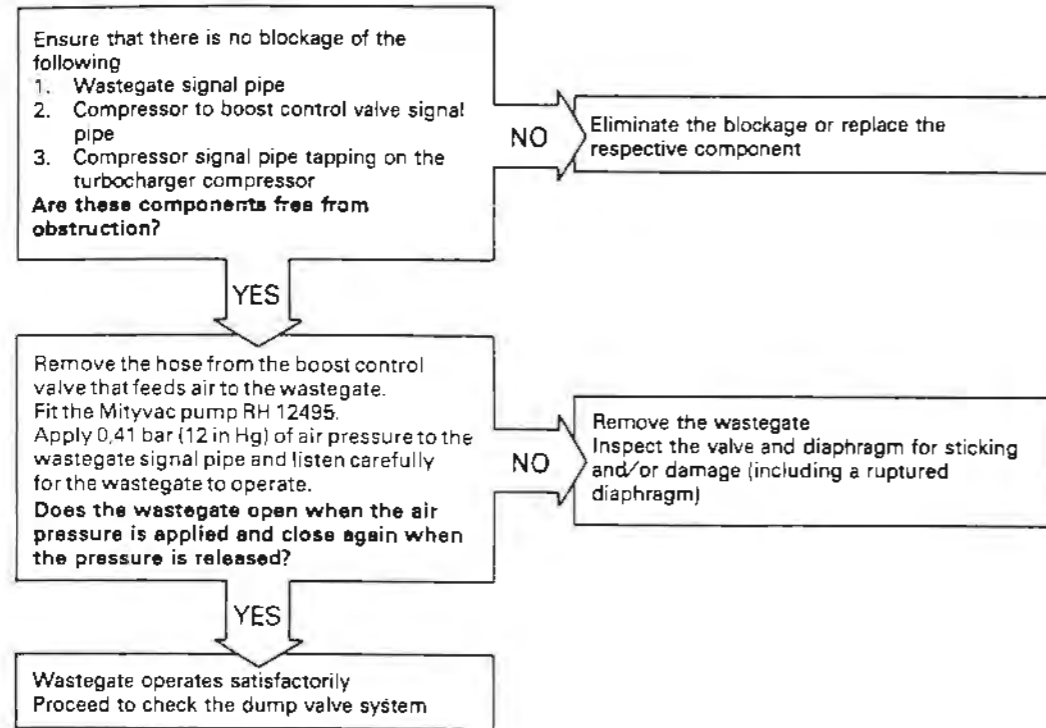 Ensure that there is no blockage of the
following
1. Wastegate signal pipe
2. Compressor to boost control valve signal
pipe
3. Compressor signal pipe tapping on the
turbocharger compressor
Are these components free from
obstruction?
NO
Eliminate the blockage or replace the
respective component
YES
Remove the hose from the boost control
valve that feeds air to the wastegate.
Fit the Mityvac pump RH 12495.
Apply 0,41 bar (12 in Hg) of air pressure to the
wastegate signal pipe and listen carefully
for the wastegate to operate.
Does the wastegate open when the air
pressure is applied and close again when
the pressure is released?
NO
Remove the wastegate
Inspect the valve and diaphragm for sticking
and/or damage (including a ruptured
diaphragm)
YES
Wastegate operates satisfactorily
Proceed to check the dump valve system